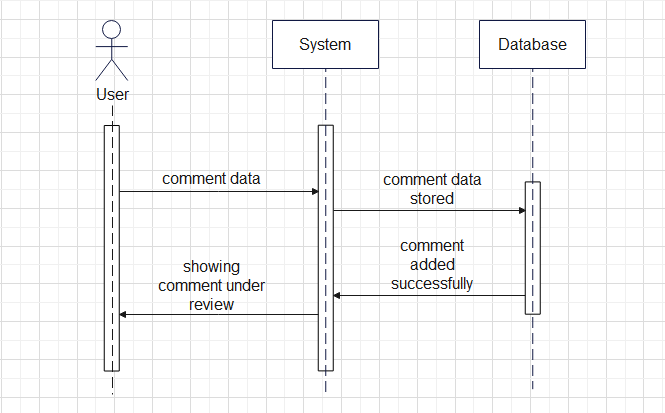 System
Database
User
comment data
comment data
stored
comment
added
successfully
showing
comment under
review